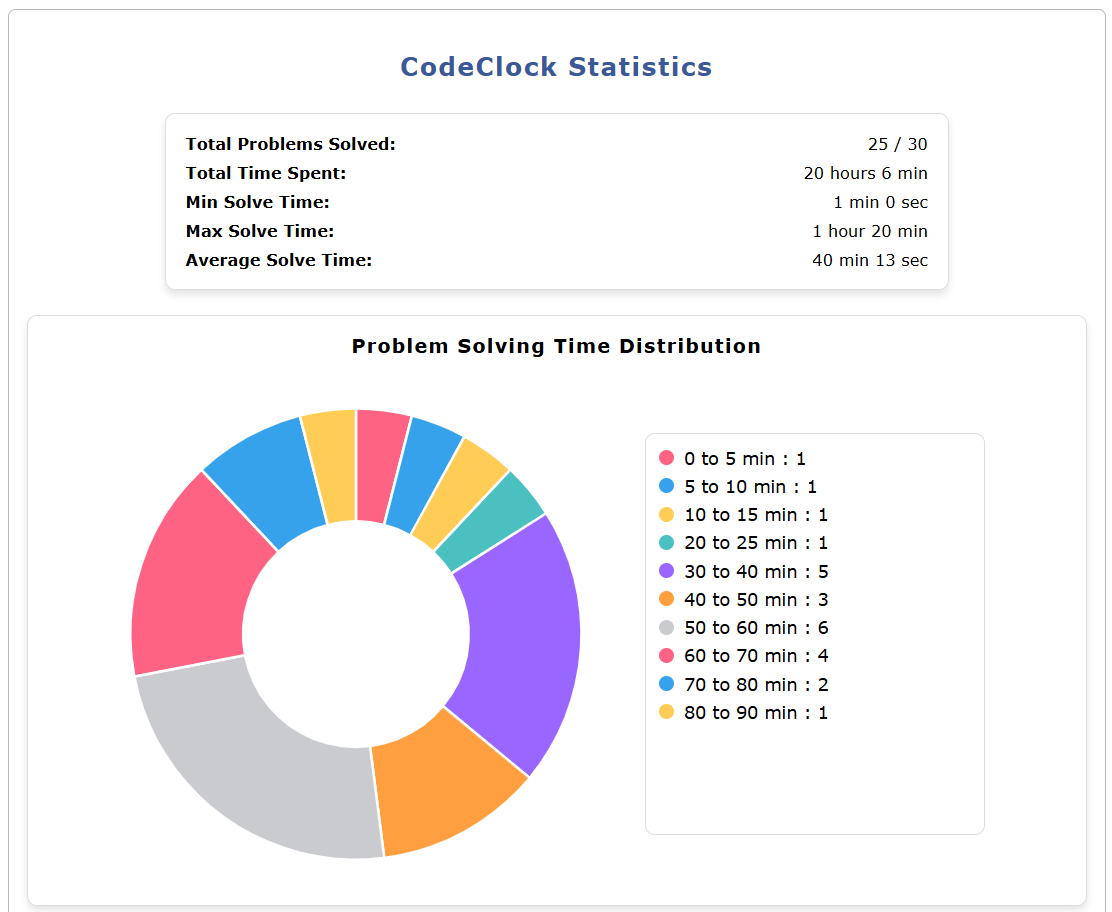 CodeClock Statistics
Total Problems Solved: 25 / 30
Total Time Spent: 20 hours 6 min
Min Solve Time: 1 min 0 sec
Max Solve Time: 1 hour 20 min
Average Solve Time: 40 min 13 sec
Problem Solving Time Distribution
0 to 5 min : 1
5 to 10 min : 1
10 to 15 min : 1
20 to 25 min : 1
30 to 40 min : 5
40 to 50 min : 3
50 to 60 min : 6
60 to 70 min : 4
70 to 80 min : 2
80 to 90 min : 1